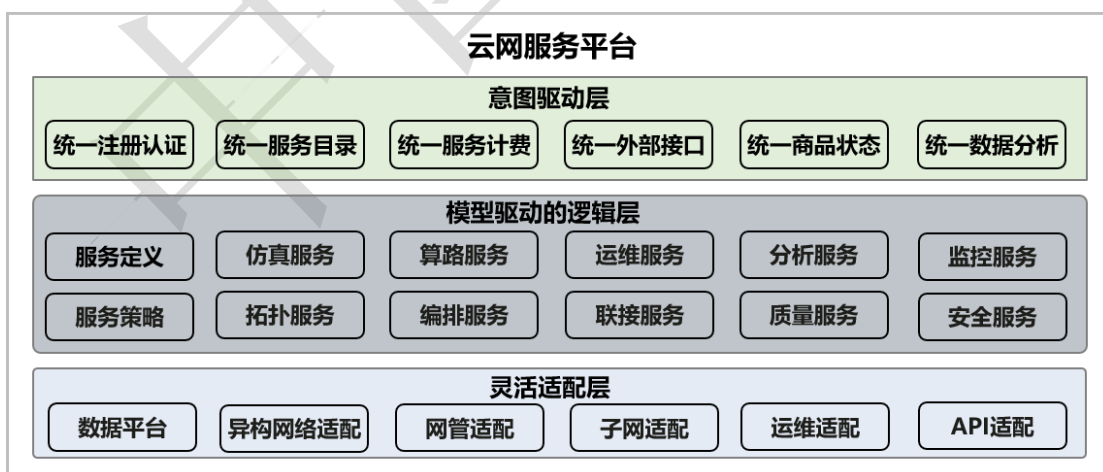 云网服务平台
意图驱动层
统一注册认证 统一服务目录 统一服务计费 统一外部接口 统一商品状态 统一数据分析
模型驱动的逻辑层
服务定义 仿真服务 算路服务 运维服务 分析服务 监控服务
服务策略 拓扑服务 编排服务 联接服务 质量服务 安全服务
灵活适配层
数据平台 异构网络适配 网管适配 子网适配 运维适配 API适配